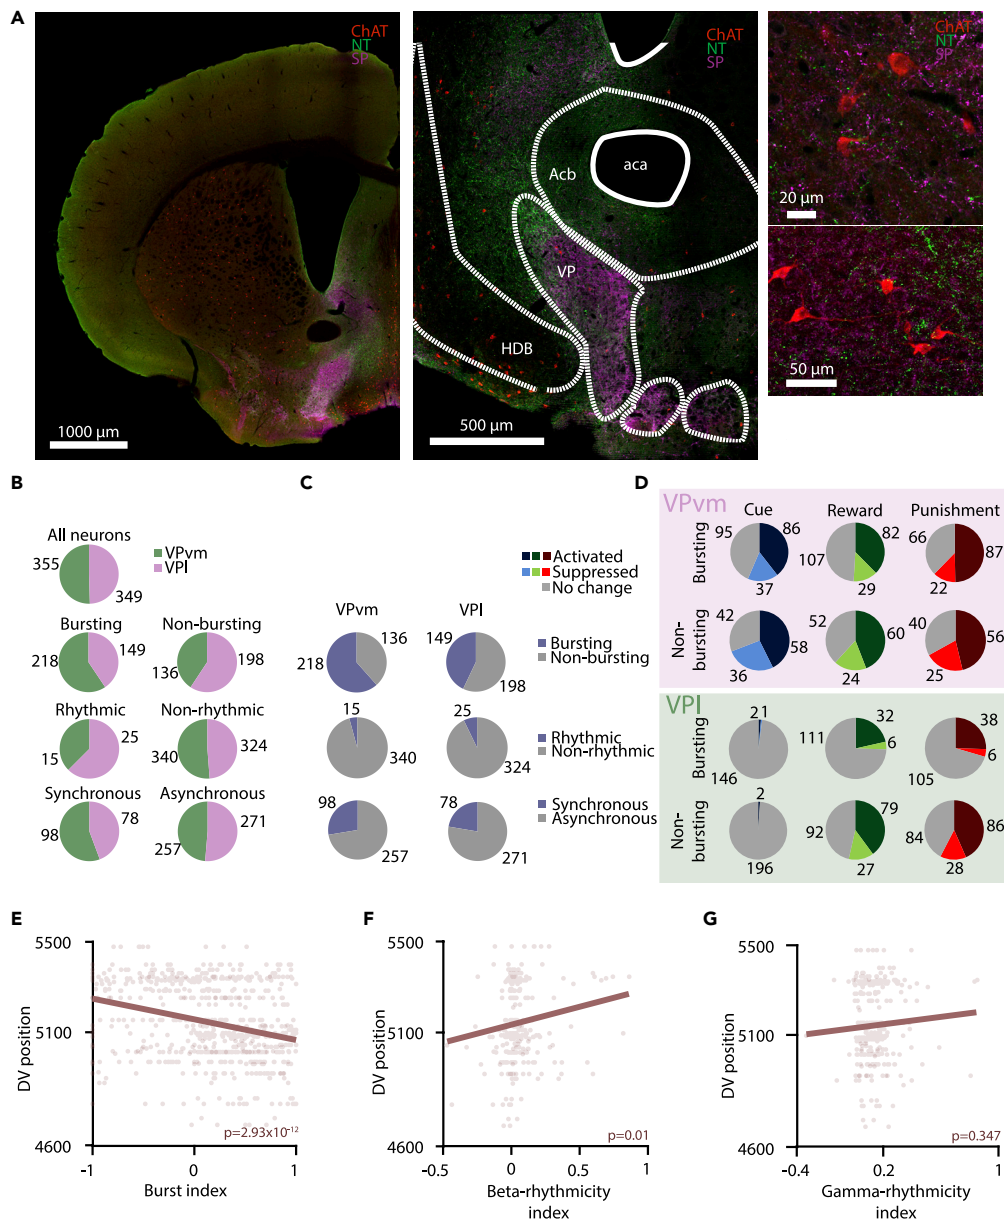 A
ChAT
NT
SP
1000 µm
ChAT
NT
SP
Acb
aca
VP
HDB
500 µm
ChAT
NT
SP
20 µm
50 µm
B
All neurons
355
349
VPvm
VPl
Bursting
218
149
Non-bursting
136
198
Rhythmic
15
25
Non-rhythmic
340
324
Synchronous
98
78
Asynchronous
257
271
C
VPvm
VPl
218
136
149
198
Bursting
Non-bursting
15
340
25
324
Rhythmic
Non-rhythmic
98
257
78
271
Synchronous
Asynchronous
Activated
Suppressed
No change
D
VPvm
Cue
Reward
Punishment
Bursting
95
86
37
107
82
29
66
87
22
Non-
bursting
42
58
36
52
60
24
40
56
25
VPl
Bursting
21
146
111
32
6
38
6
105
Non-
bursting
2
196
92
79
27
84
86
28
E
5500
5100
4600
DV position
-1
0
1
Burst index
p=2.93x10⁻¹²
F
5500
5100
4600
DV position
-0.5
0
0.5
1
Beta-rhythmicity
index
p=0.01
G
5500
5100
4600
DV position
-0.4
0.2
1
Gamma-rhythmicity
index
p=0.347